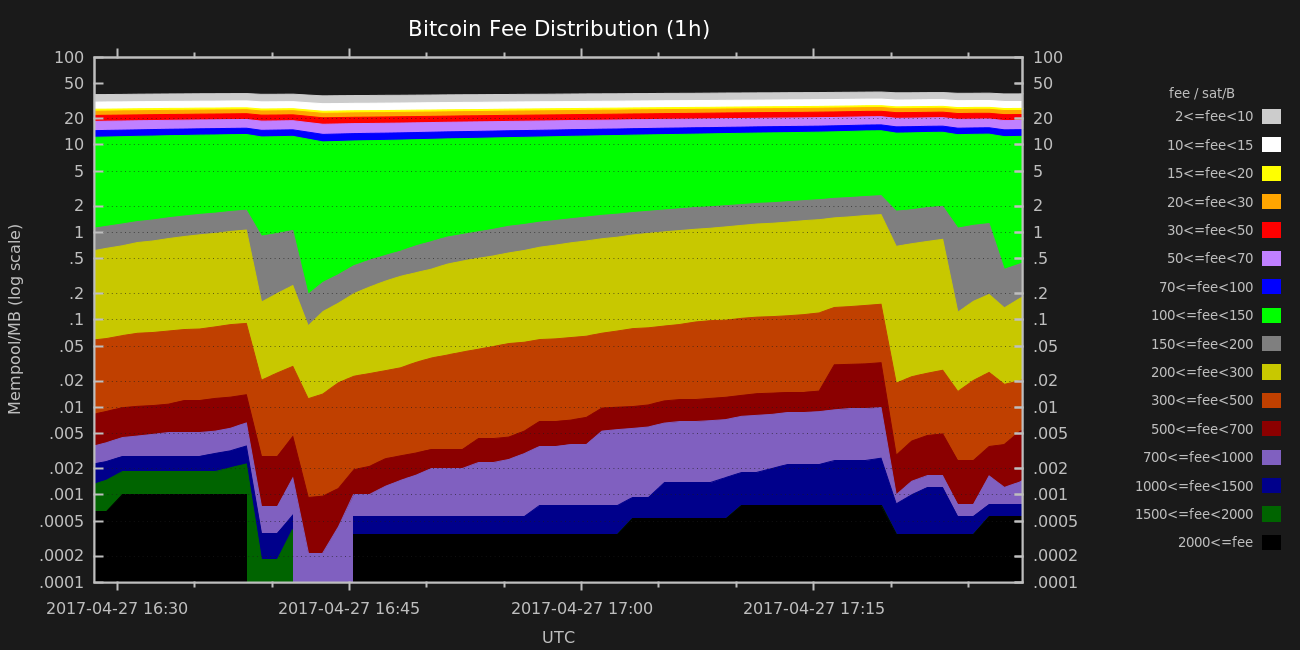 Bitcoin Fee Distribution (1h)
Mempool/MB (log scale)
100
50
20
10
5
2
1
.5
.2
.1
.05
.02
.01
.005
.002
.001
.0005
.0002
.0001
100
50
20
10
5
2
1
.5
.2
.1
.05
.02
.01
.005
.002
.001
.0005
.0002
.0001
2017-04-27 16:30
2017-04-27 16:45
2017-04-27 17:00
2017-04-27 17:15
UTC
fee / sat/B
2<=fee<10
10<=fee<15
15<=fee<20
20<=fee<30
30<=fee<50
50<=fee<70
70<=fee<100
100<=fee<150
150<=fee<200
200<=fee<300
300<=fee<500
500<=fee<700
700<=fee<1000
1000<=fee<1500
1500<=fee<2000
2000<=fee